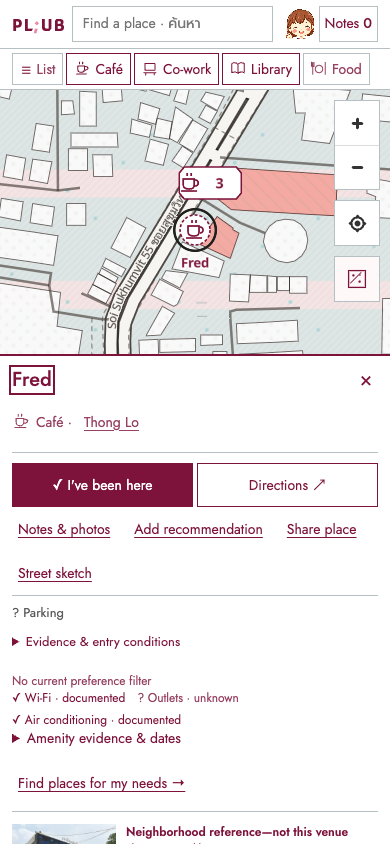 PL;UB
Find a place · ค้นหา
Notes 0
≡ List
Café
Co-work
Library
Food
3
Soi Sukhumvit 55
Fred
Fred
×
Café · Thong Lo
✓ I've been here
Directions ↗
Notes & photos
Add recommendation
Share place
Street sketch
? Parking
▶ Evidence & entry conditions
No current preference filter
✓ Wi-Fi · documented ? Outlets · unknown
✓ Air conditioning · documented
▶ Amenity evidence & dates
Find places for my needs →
Neighborhood reference—not this venue